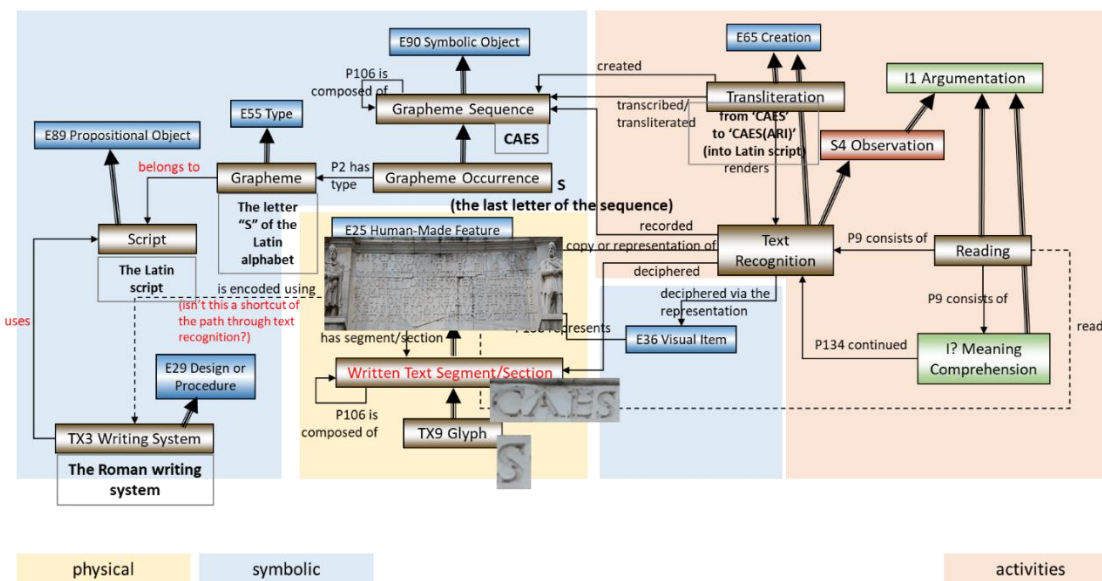 E90 Symbolic Object
E65 Creation
P106 is
composed of
created
I1 Argumentation
Grapheme Sequence
Transliteration
E55 Type
E89 Propositional Object
CAES
transcribed/
transliterated
from ‘CAES’
to ‘CAES(ARI)’
(into Latin script)
renders
S4 Observation
belongs to
Grapheme
P2 has
type
Grapheme Occurrence
S
(the last letter of the sequence)
The letter
“S” of the
Latin
alphabet
E25 Human-Made Feature
recorded
Script
copy or representation of
Text
Recognition
P9 consists of
Reading
The Latin
script
deciphered
is encoded using
(isn’t this a shortcut of
the path through text
recognition?)
deciphered via the
representation
P9 consists of
uses
represents
read
has segment/section
E36 Visual Item
P134 continued
I? Meaning
Comprehension
E29 Design or
Procedure
Written Text Segment/Section
CAES
P106 is
composed of
TX9 Glyph
TX3 Writing System
S
The Roman writing
system
physical
symbolic
activities